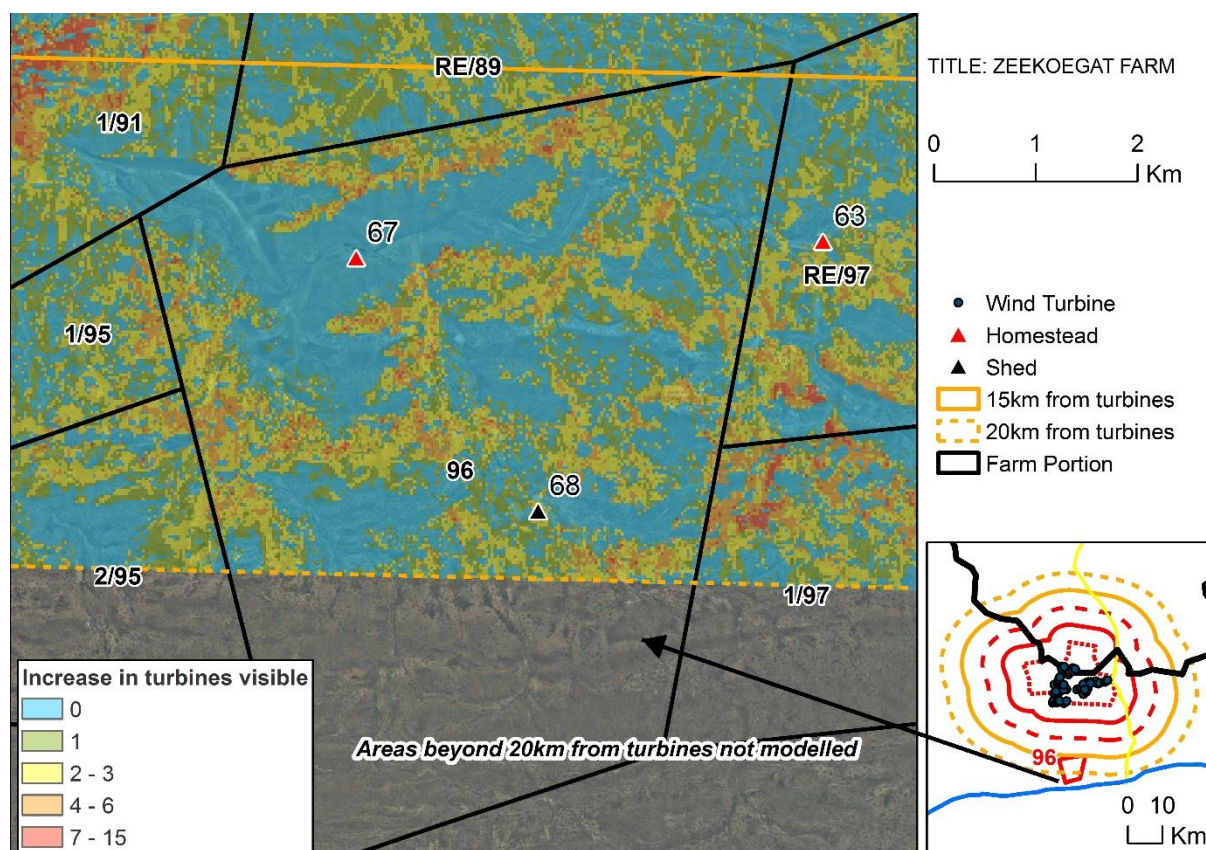 RE/89
1/91
67
63
RE/97
1/95
96
68
2/95
1/97
Areas beyond 20km from turbines not modelled
Increase in turbines visible
0
1
2 - 3
4 - 6
7 - 15
TITLE: ZEEKOEGAT FARM
0 1 2
Km
Wind Turbine
Homestead
Shed
15km from turbines
20km from turbines
Farm Portion
96
0 10
Km